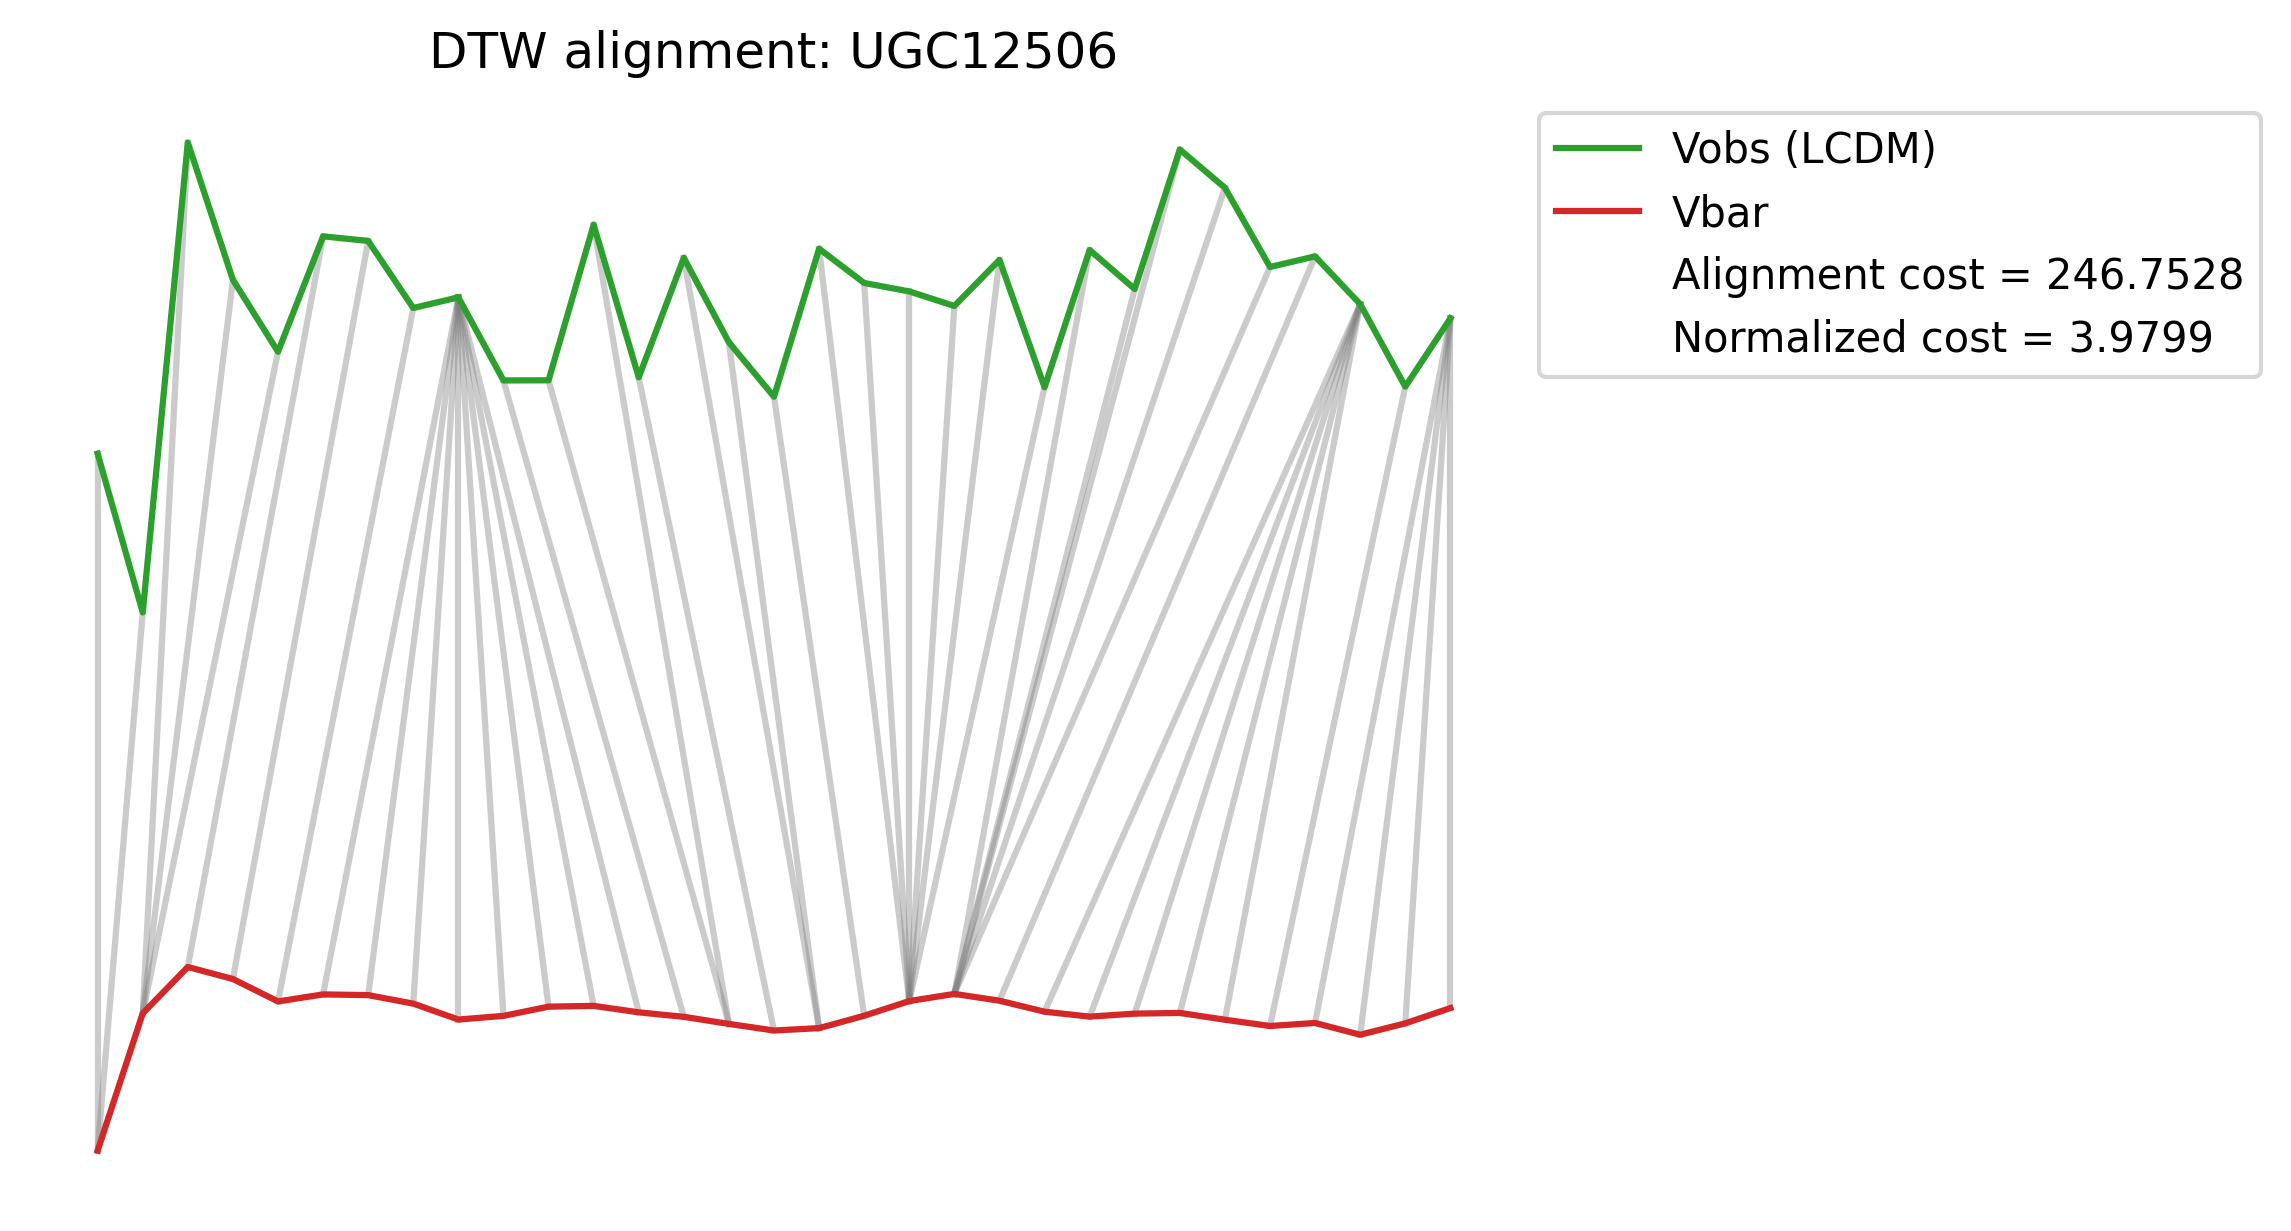 DTW alignment: UGC12506
Vobs (LCDM)
Vbar
Alignment cost = 246.7528
Normalized cost = 3.9799